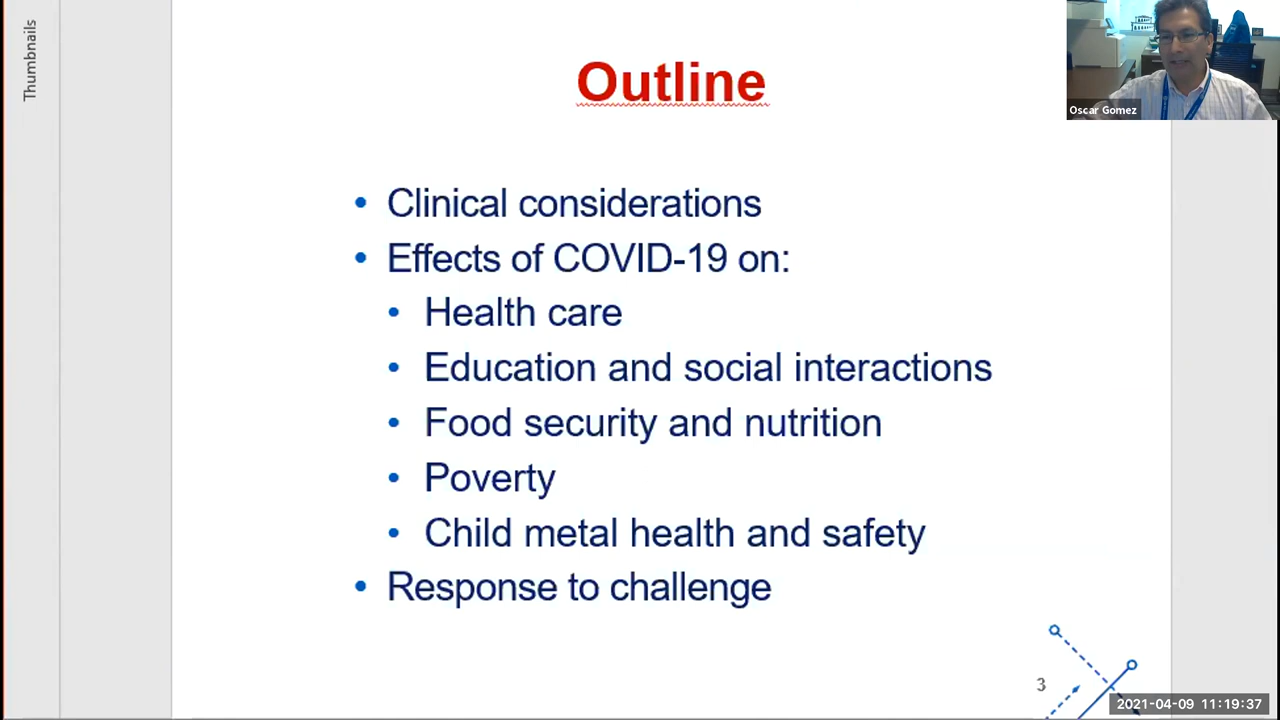 Thumbnails
Outline
Oscar Gomez
• Clinical considerations
• Effects of COVID-19 on:
• Health care
• Education and social interactions
• Food security and nutrition
• Poverty
• Child metal health and safety
• Response to challenge
3
2021-04-09 11:19:37